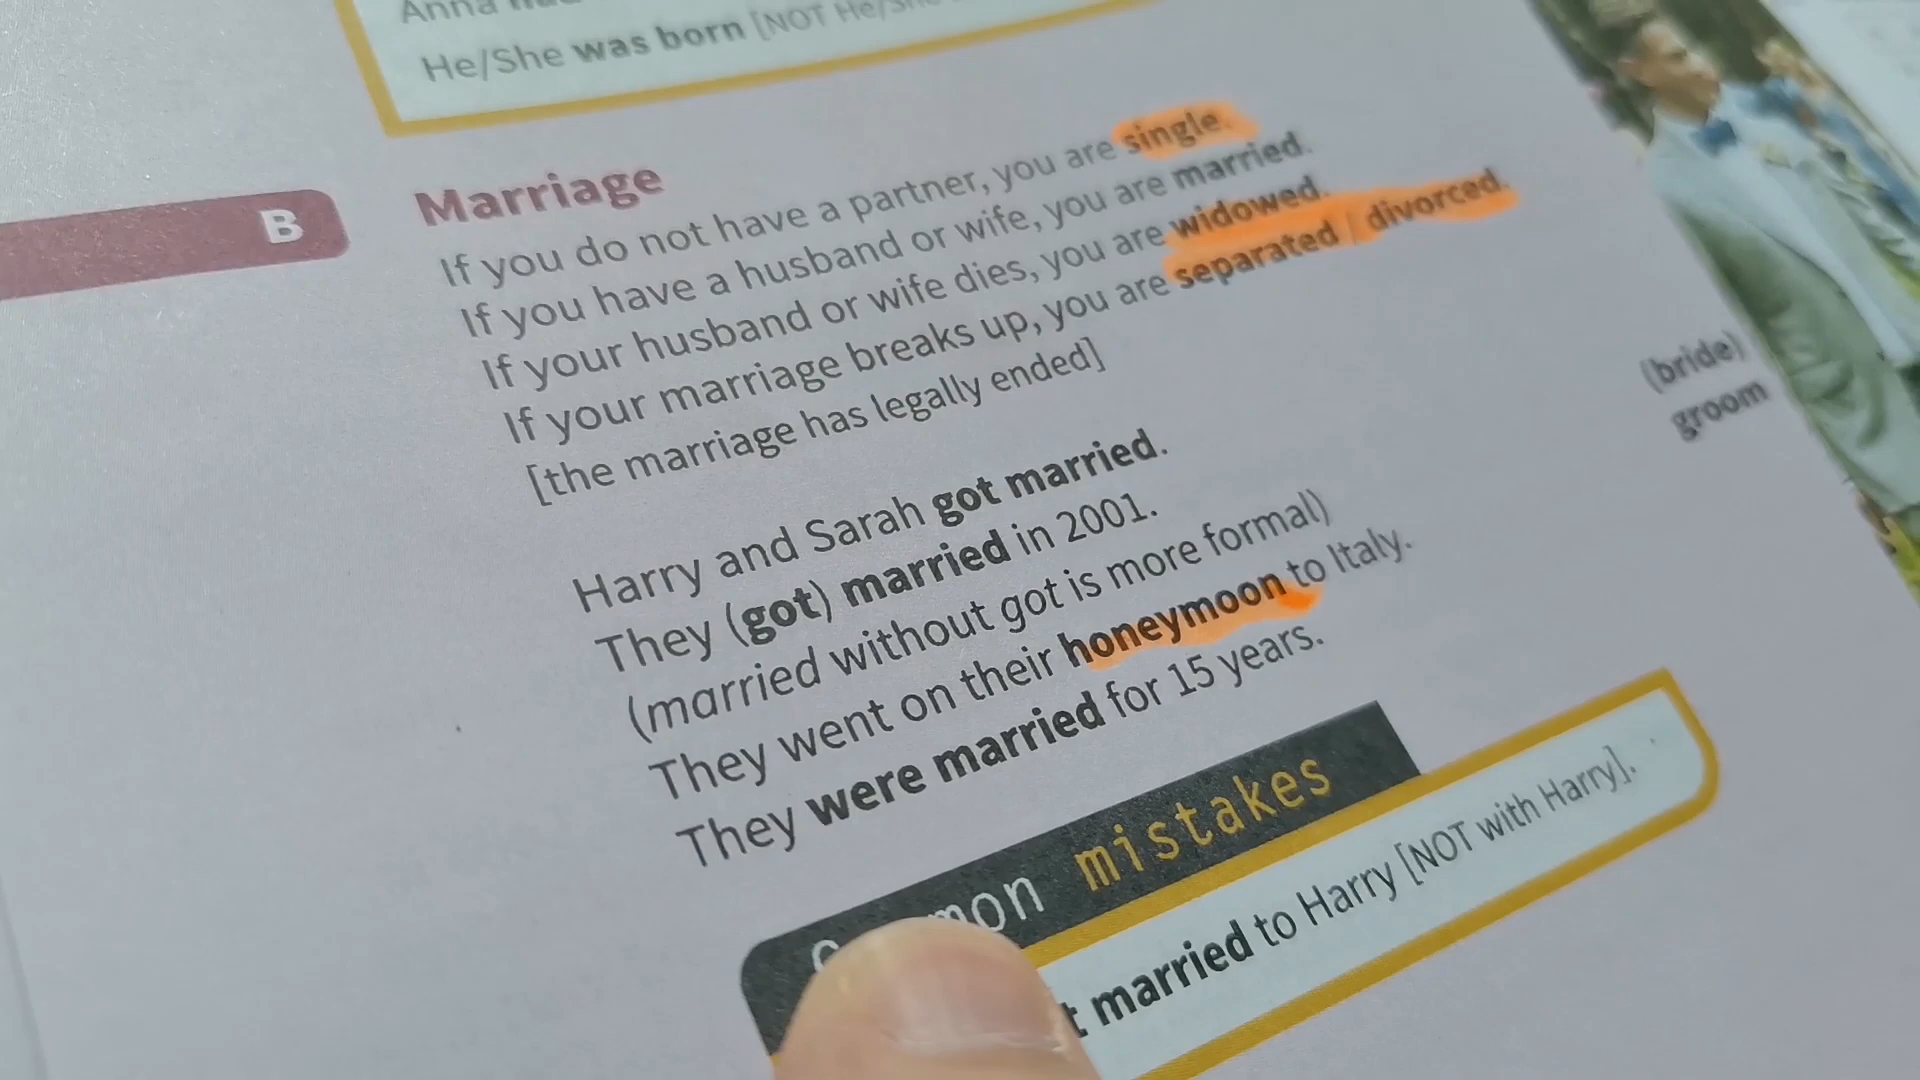 Anna
He/She was born [NOT He/She
B
Marriage
If you do not have a partner, you are single.
If you have a husband or wife, you are married.
If your husband or wife dies, you are widowed.
If your marriage breaks up, you are separated / divorced.
[the marriage has legally ended]
Harry and Sarah got married.
They (got) married in 2001.
(married without got is more formal)
They went on their honeymoon to Italy.
They were married for 15 years.
(bride)
groom
mistakes
married to Harry [NOT with Harry].